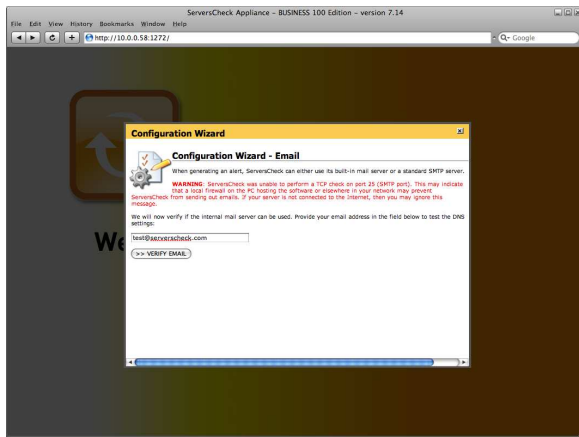 ServersCheck Appliance - BUSINESS 100 Edition - version 7.14
File Edit View History Bookmarks Window Help
http://10.0.0.58:1272/
Google
Configuration Wizard
Configuration Wizard - Email
When generating an alert, ServersCheck can either use its built-in mail server or a standard SMTP server.
WARNING: ServersCheck was unable to perform a TCP check on port 25 (SMTP port). This may indicate
that a local firewall on the PC hosting the software or elsewhere in your network may prevent
ServersCheck from sending out emails. If your server is not connected to the Internet, then you may ignore this
message.
We will now verify if the internal mail server can be used. Provide your email address in the field below to test the DNS
settings:
test@serverscheck.com
>> VERIFY EMAIL
We